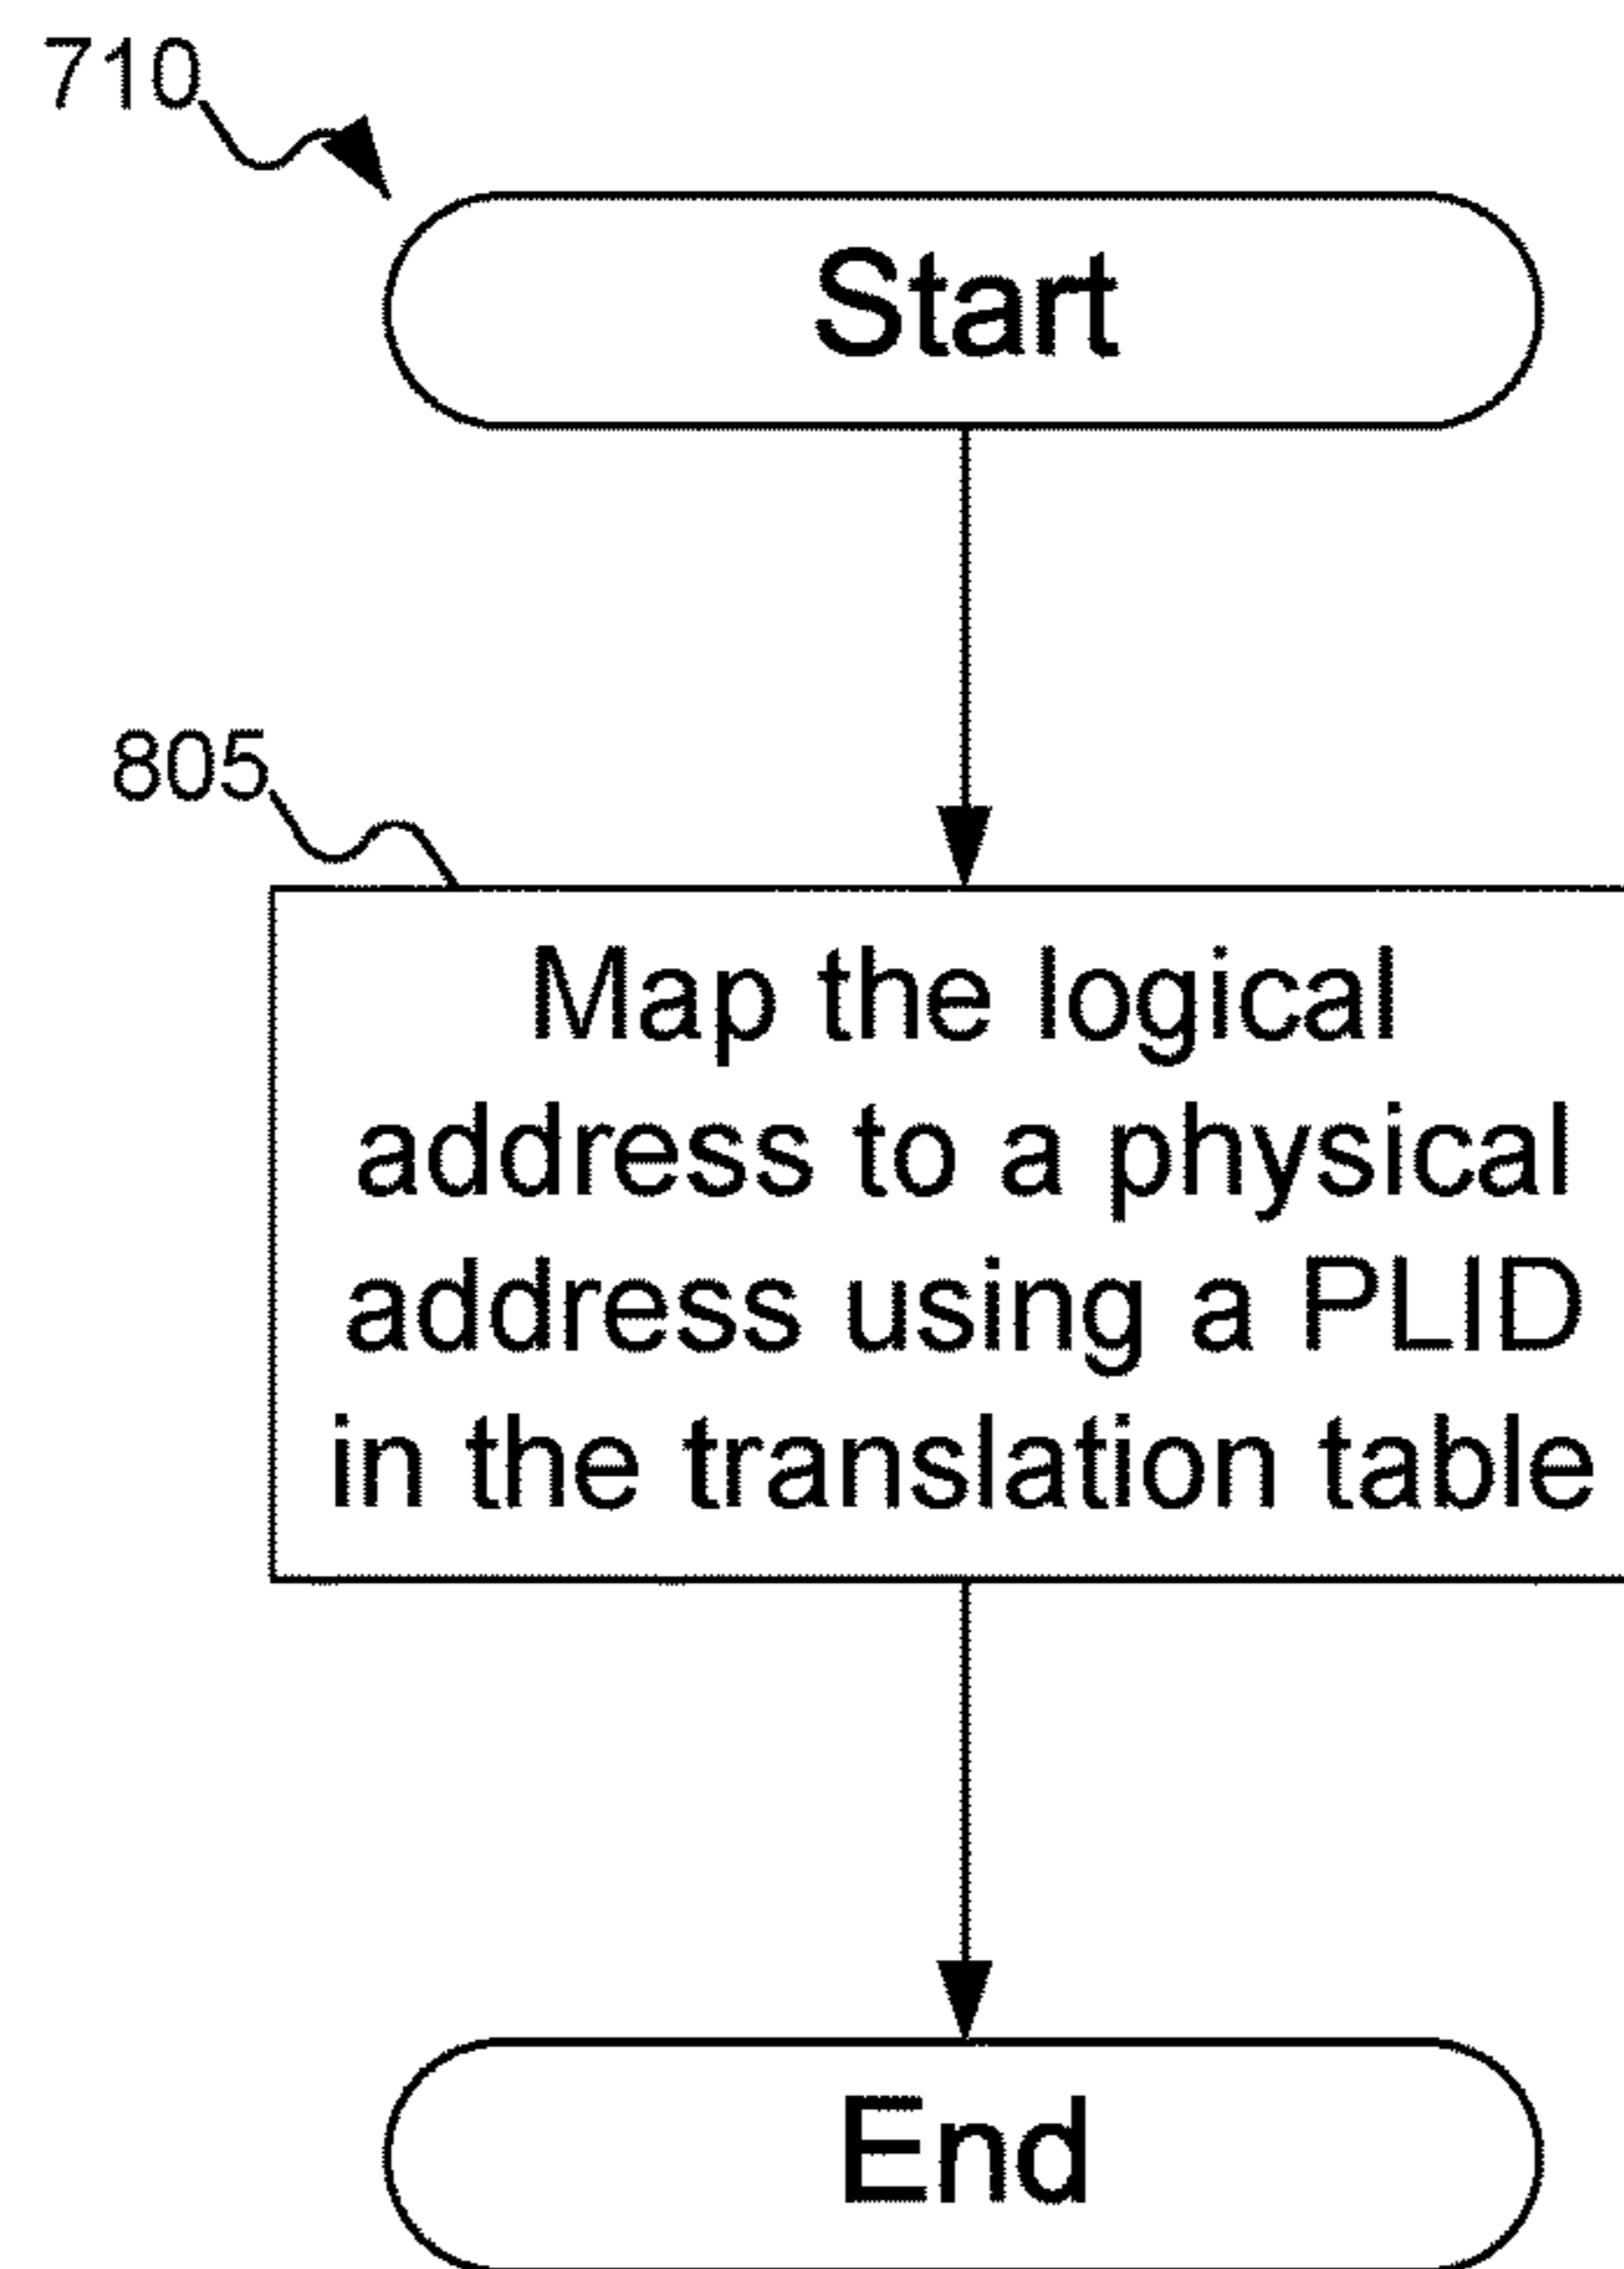 710
Start
805
Map the logical
address to a physical
address using a PLID
in the translation table
End